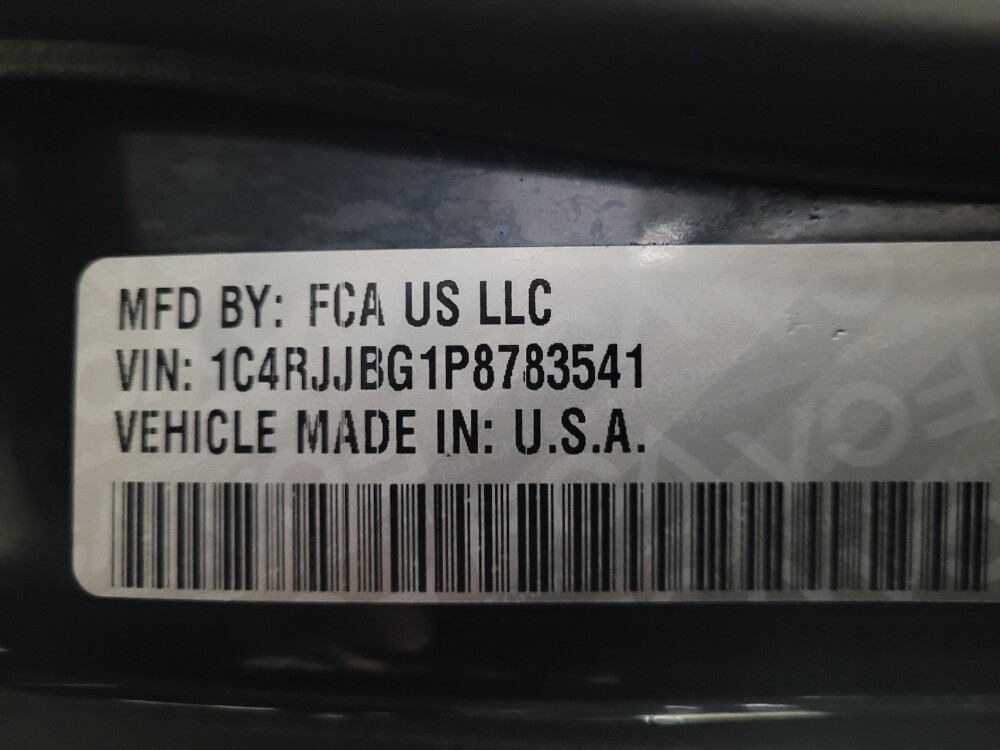 MFD BY: FCA US LLC
VIN: 1C4RJJBG1P8783541
VEHICLE MADE IN: U.S.A.